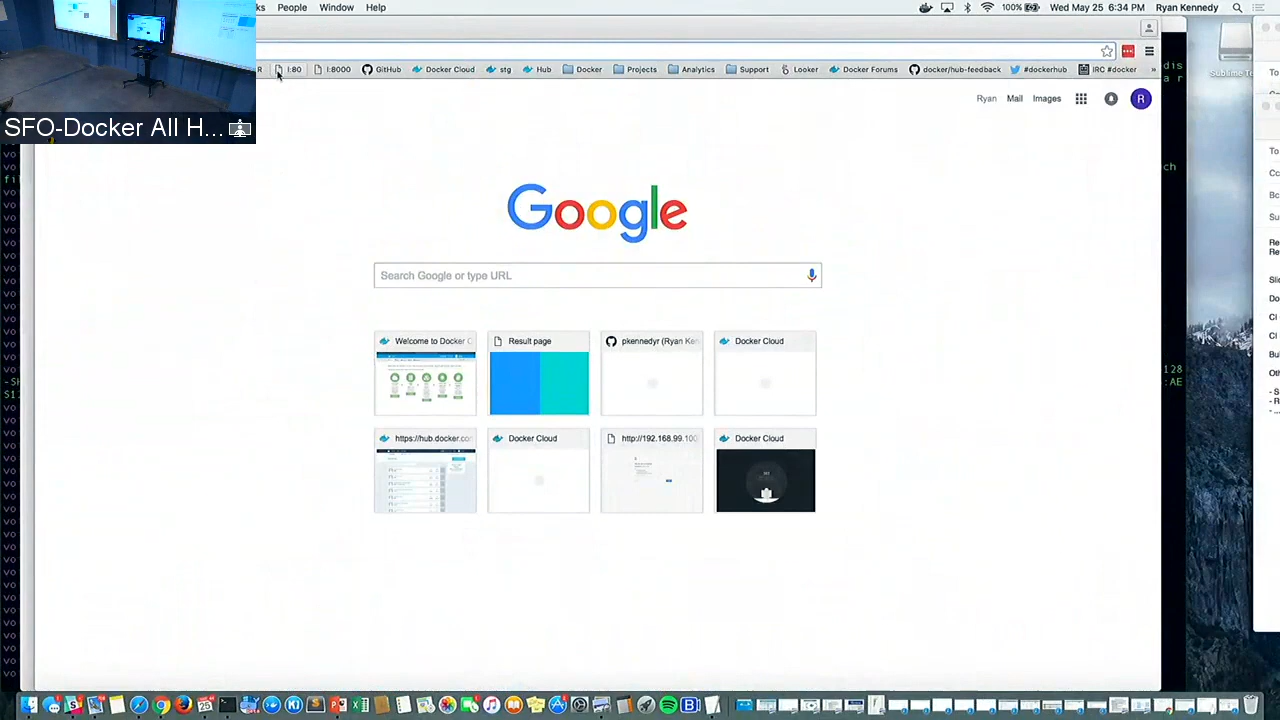 ks People Window Help 100% Wed May 25 6:34 PM Ryan Kennedy
R l:80 l:8000 GitHub Docker Cloud stg Hub Docker Projects Analytics Support Looker Docker Forums docker/hub-feedback #dockerhub IRC #docker »
SFO-Docker All H...
Ryan Mail Images R
Google
Search Google or type URL
Welcome to Docker C
Result page
pkennedyr (Ryan Ke
Docker Cloud
https://hub.docker.co
Docker Cloud
http://192.168.99.100
Docker Cloud
Sublime Te